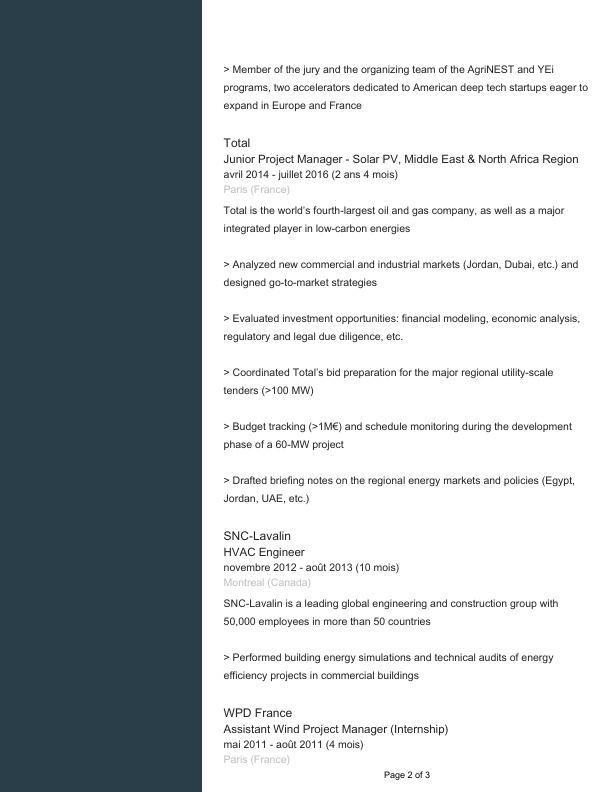 > Member of the jury and the organizing team of the AgriNEST and YEi
programs, two accelerators dedicated to American deep tech startups eager to
expand in Europe and France
Total
Junior Project Manager - Solar PV, Middle East & North Africa Region
avril 2014 - juillet 2016 (2 ans 4 mois)
Paris (France)
Total is the world's fourth-largest oil and gas company, as well as a major
integrated player in low-carbon energies
> Analyzed new commercial and industrial markets (Jordan, Dubai, etc.) and
designed go-to-market strategies
> Evaluated investment opportunities: financial modeling, economic analysis,
regulatory and legal due diligence, etc.
> Coordinated Total's bid preparation for the major regional utility-scale
tenders (>100 MW)
> Budget tracking (>1M€) and schedule monitoring during the development
phase of a 60-MW project
> Drafted briefing notes on the regional energy markets and policies (Egypt,
Jordan, UAE, etc.)
SNC-Lavalin
HVAC Engineer
novembre 2012 - août 2013 (10 mois)
Montreal (Canada)
SNC-Lavalin is a leading global engineering and construction group with
50,000 employees in more than 50 countries
> Performed building energy simulations and technical audits of energy
efficiency projects in commercial buildings
WPD France
Assistant Wind Project Manager (Internship)
mai 2011 - août 2011 (4 mois)
Paris (France)
Page 2 of 3